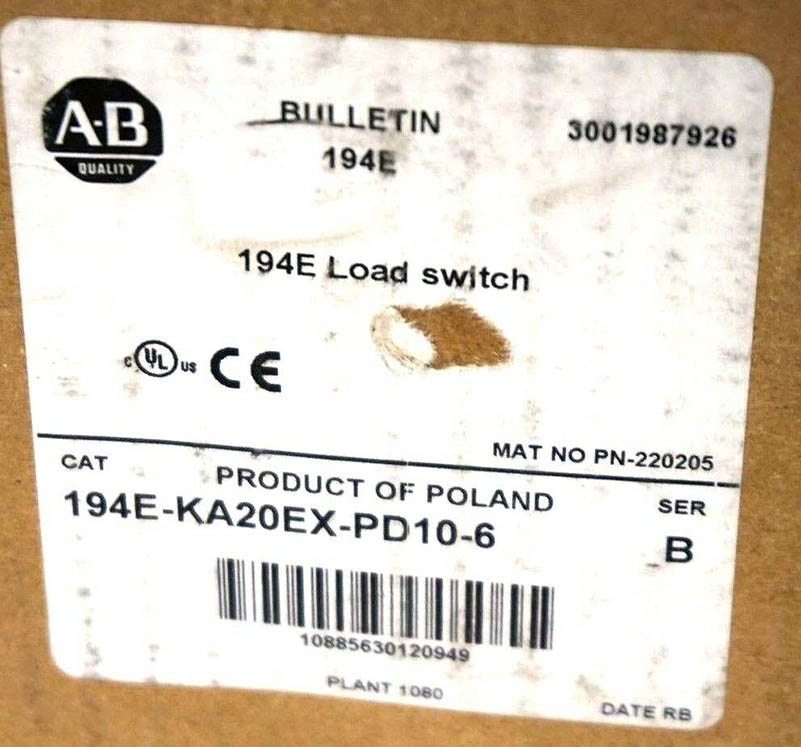 A-B
QUALITY
BULLETIN
194E
3001987926
194E Load switch
c UL us CE
MAT NO PN-220205
CAT
PRODUCT OF POLAND
SER
194E-KA20EX-PD10-6
B
10885630120949
PLANT 1080
DATE RB